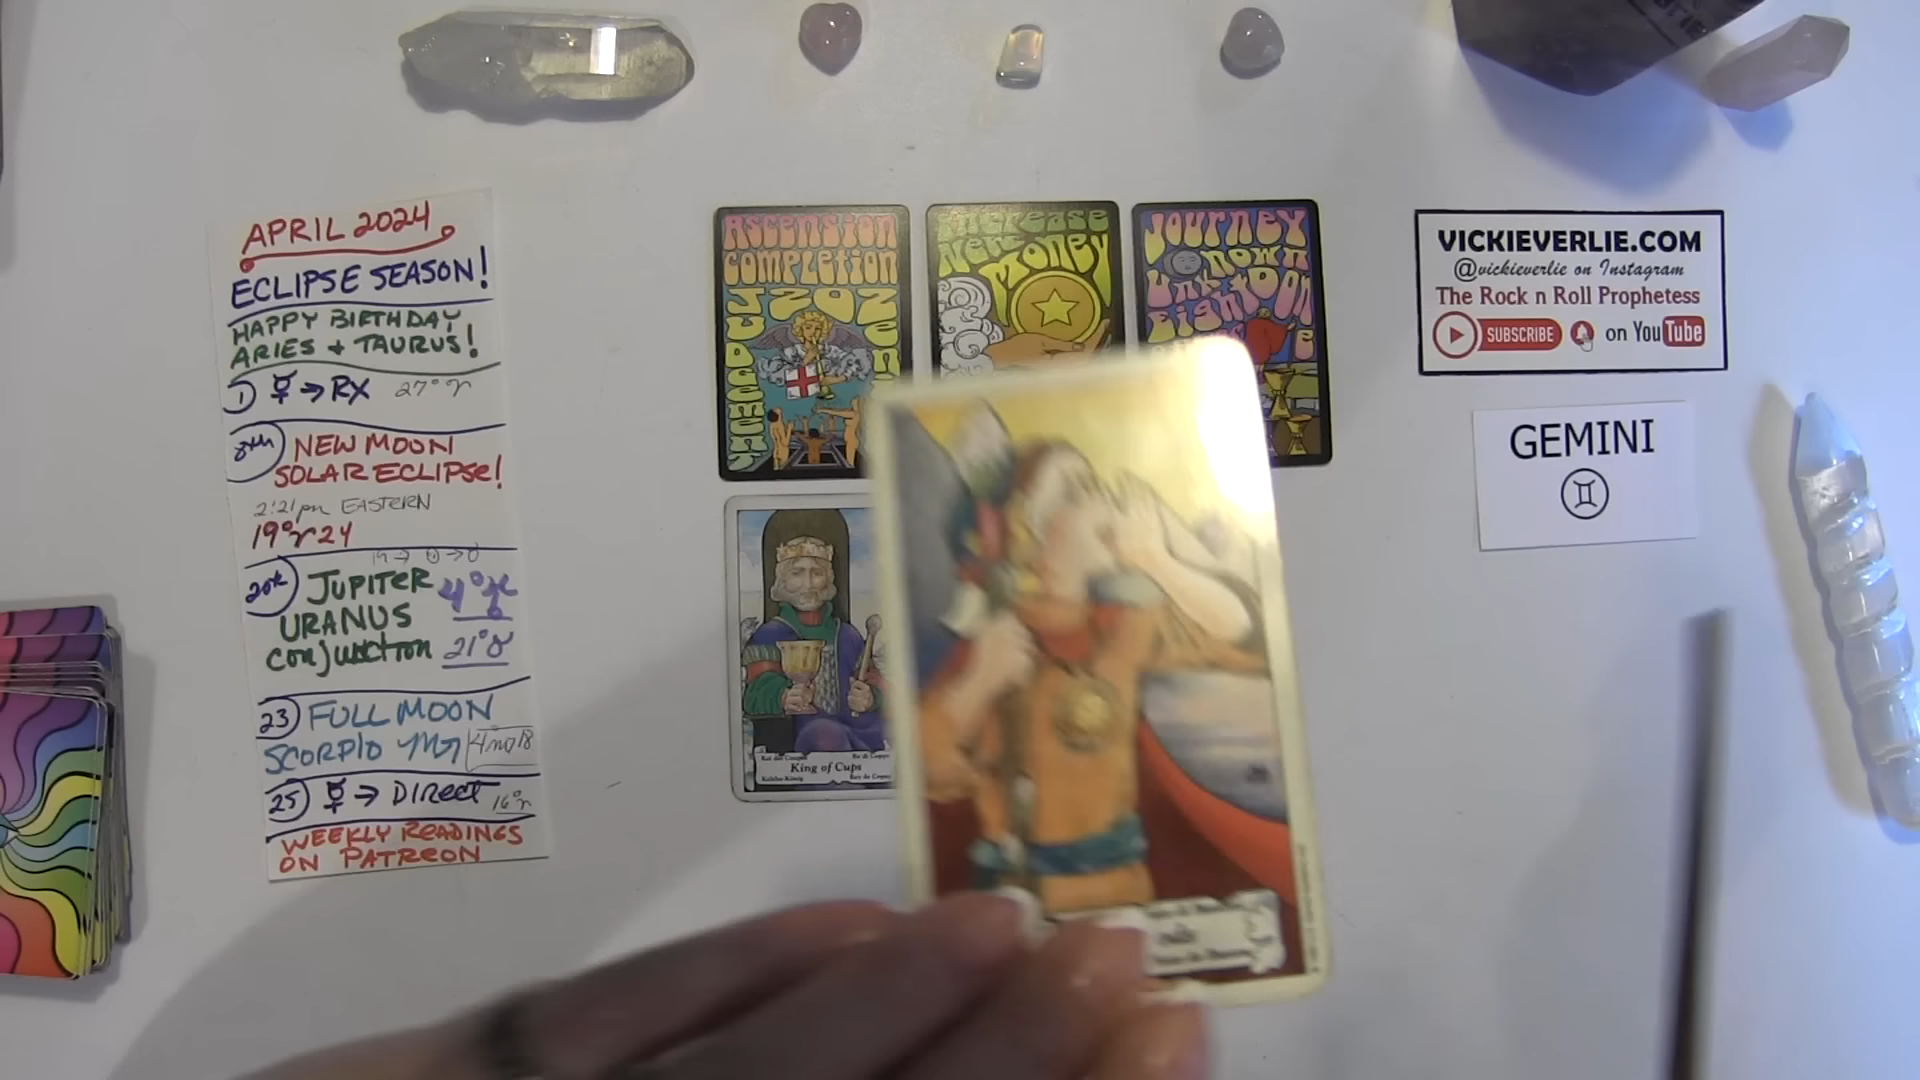 APRIL 2024
ECLIPSE SEASON!
HAPPY BIRTHDAY
ARIES + TAURUS!
1) ☿ → RX 27° ♈
8th NEW MOON
SOLAR ECLIPSE!
2:21pm EASTERN
19° ♈ 24
20th JUPITER
URANUS
CONJUNCTION 21° ♉
23) FULL MOON
SCORPIO ♏
25) ☿ → DIRECT 16° ♈
WEEKLY READINGS
ON PATREON
ASCENSION
COMPLETION
JUDGEMENT
INCREASE
NEW MONEY
JOURNEY
UNKNOWN
King of Cups
VICKIEVERLIE.COM
@vickieverlie on Instagram
The Rock n Roll Prophetess
SUBSCRIBE on YouTube
GEMINI
♊